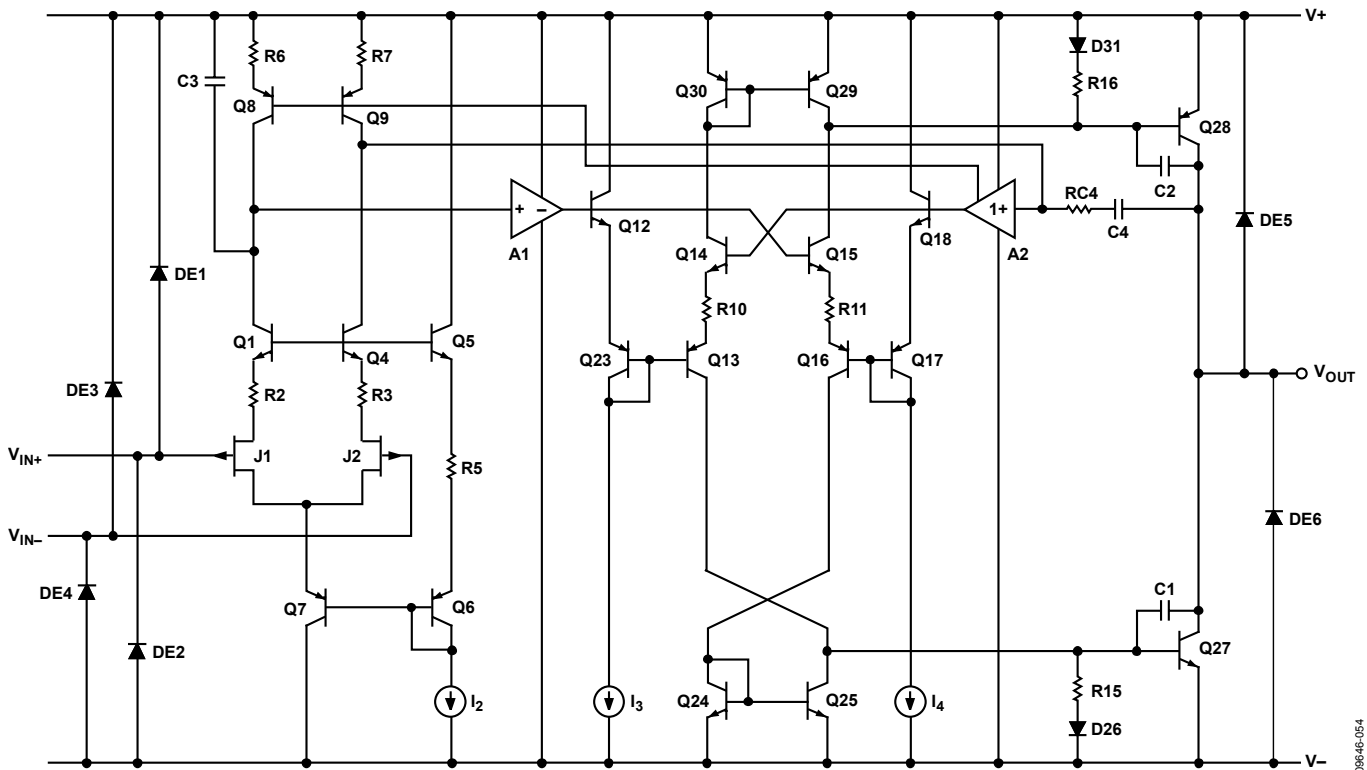 V+
R6
R7
D31
C3
Q30
Q29
R16
Q8
Q9
Q28
C2
+
–
1+
RC4
C4
DE5
Q12
Q18
A1
Q14
Q15
A2
DE1
R10
R11
Q1
Q4
Q5
Q23
Q13
Q16
Q17
VOUT
DE3
R2
R3
VIN+
J1
J2
R5
VIN–
DE6
DE4
Q7
Q6
C1
DE2
Q27
I2
I3
Q24
Q25
I4
R15
D26
V–
09646-054